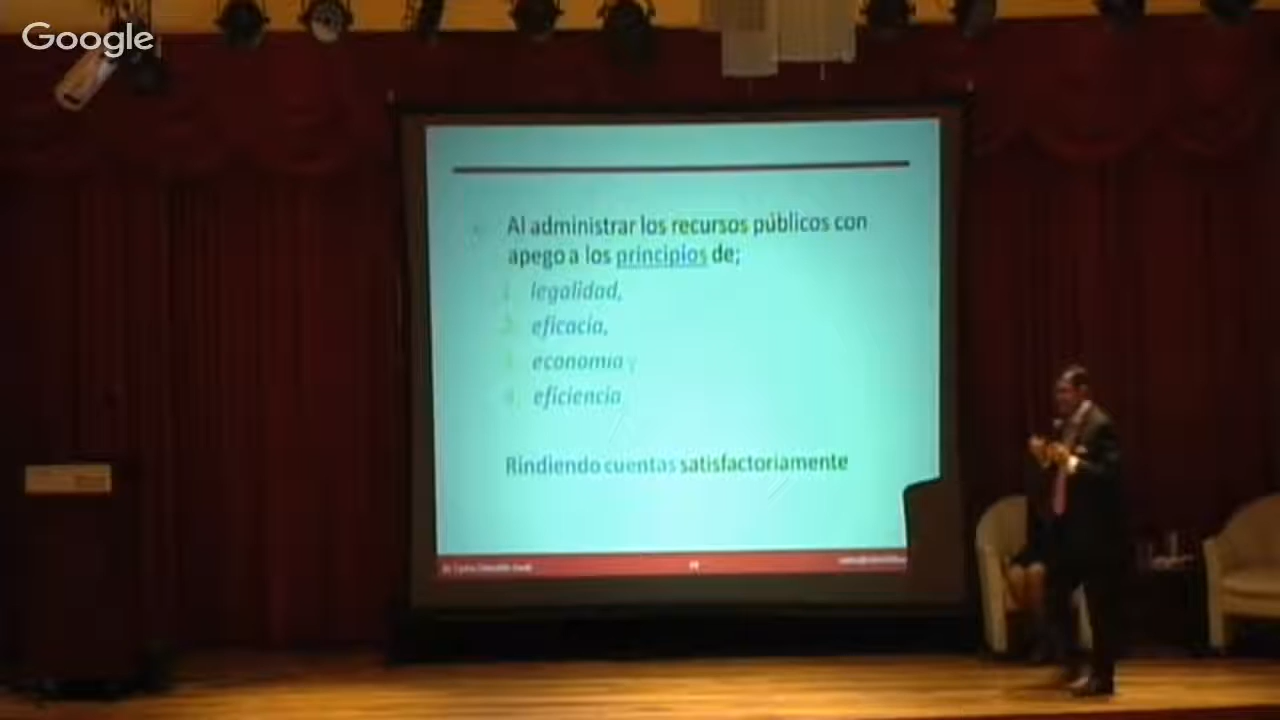 Google
Al administrar los recursos públicos con
apego a los principios de;
legalidad,
eficacia,
economía y
eficiencia
Rindiendo cuentas satisfactoriamente